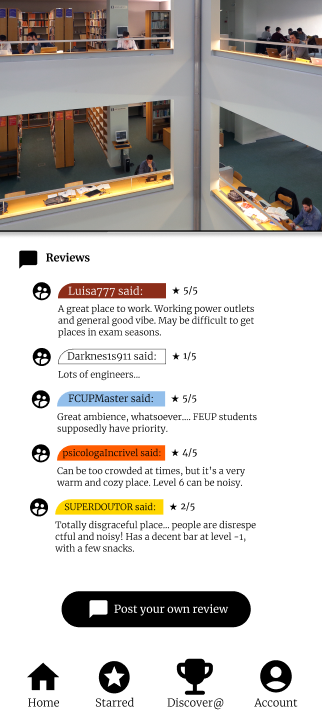 Reviews
Luisa777 said: ★ 5/5
A great place to work. Working power outlets
and general good vibe. May be difficult to get
places in exam seasons.
Darknes1s911 said: ★ 1/5
Lots of engineers...
FCUPMaster said: ★ 5/5
Great ambience, whatsoever.... FEUP students
supposedly have priority.
psicologaIncrivel said: ★ 4/5
Can be too crowded at times, but it's a very
warm and cozy place. Level 6 can be noisy.
SUPERDOUTOR said: ★ 2/5
Totally disgraceful place... people are disrespe
ctful and noisy! Has a decent bar at level -1,
with a few snacks.
Post your own review
Home Starred Discover@ Account